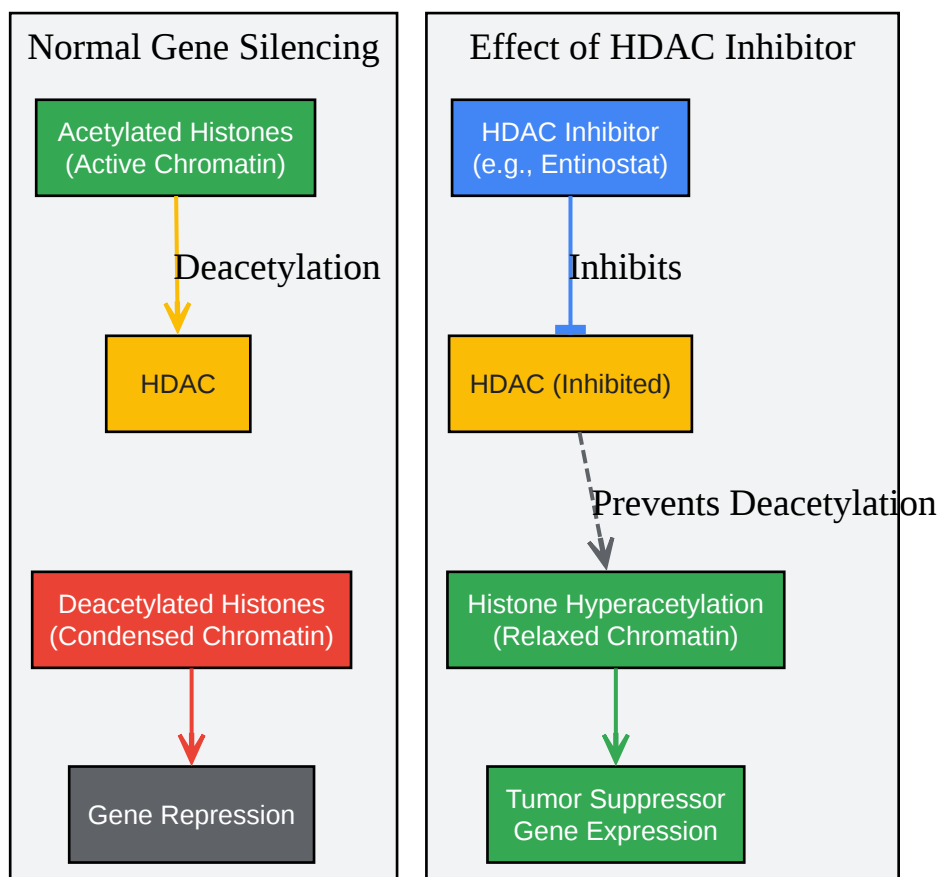 Normal Gene Silencing
Acetylated Histones
(Active Chromatin)
Deacetylation
HDAC
Deacetylated Histones
(Condensed Chromatin)
Gene Repression
Effect of HDAC Inhibitor
HDAC Inhibitor
(e.g., Entinostat)
Inhibits
HDAC (Inhibited)
Prevents Deacetylation
Histone Hyperacetylation
(Relaxed Chromatin)
Tumor Suppressor
Gene Expression